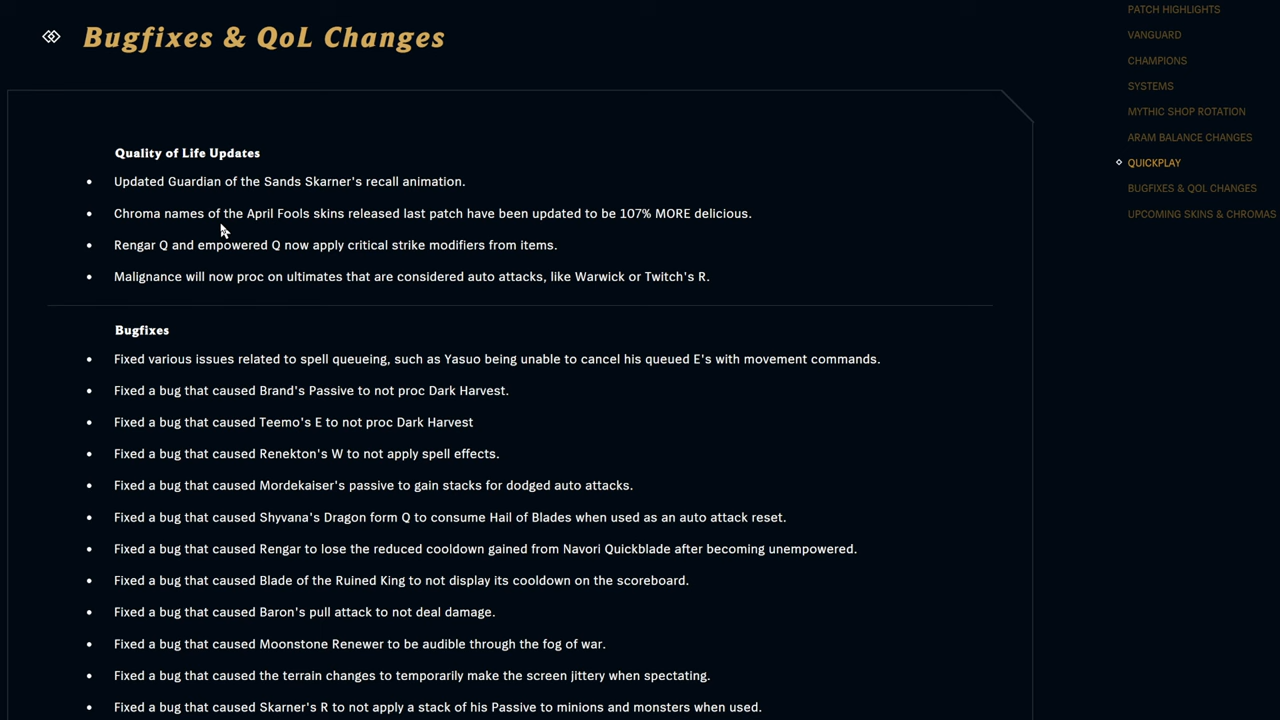 Bugfixes & QoL Changes
Quality of Life Updates
Updated Guardian of the Sands Skarner's recall animation.
Chroma names of the April Fools skins released last patch have been updated to be 107% MORE delicious.
Rengar Q and empowered Q now apply critical strike modifiers from items.
Malignance will now proc on ultimates that are considered auto attacks, like Warwick or Twitch's R.
Bugfixes
Fixed various issues related to spell queueing, such as Yasuo being unable to cancel his queued E's with movement commands.
Fixed a bug that caused Brand's Passive to not proc Dark Harvest.
Fixed a bug that caused Teemo's E to not proc Dark Harvest
Fixed a bug that caused Renekton's W to not apply spell effects.
Fixed a bug that caused Mordekaiser's passive to gain stacks for dodged auto attacks.
Fixed a bug that caused Shyvana's Dragon form Q to consume Hail of Blades when used as an auto attack reset.
Fixed a bug that caused Rengar to lose the reduced cooldown gained from Navori Quickblade after becoming unempowered.
Fixed a bug that caused Blade of the Ruined King to not display its cooldown on the scoreboard.
Fixed a bug that caused Baron's pull attack to not deal damage.
Fixed a bug that caused Moonstone Renewer to be audible through the fog of war.
Fixed a bug that caused the terrain changes to temporarily make the screen jittery when spectating.
Fixed a bug that caused Skarner's R to not apply a stack of his Passive to minions and monsters when used.
PATCH HIGHLIGHTS
VANGUARD
CHAMPIONS
SYSTEMS
MYTHIC SHOP ROTATION
ARAM BALANCE CHANGES
QUICKPLAY
BUGFIXES & QOL CHANGES
UPCOMING SKINS & CHROMAS